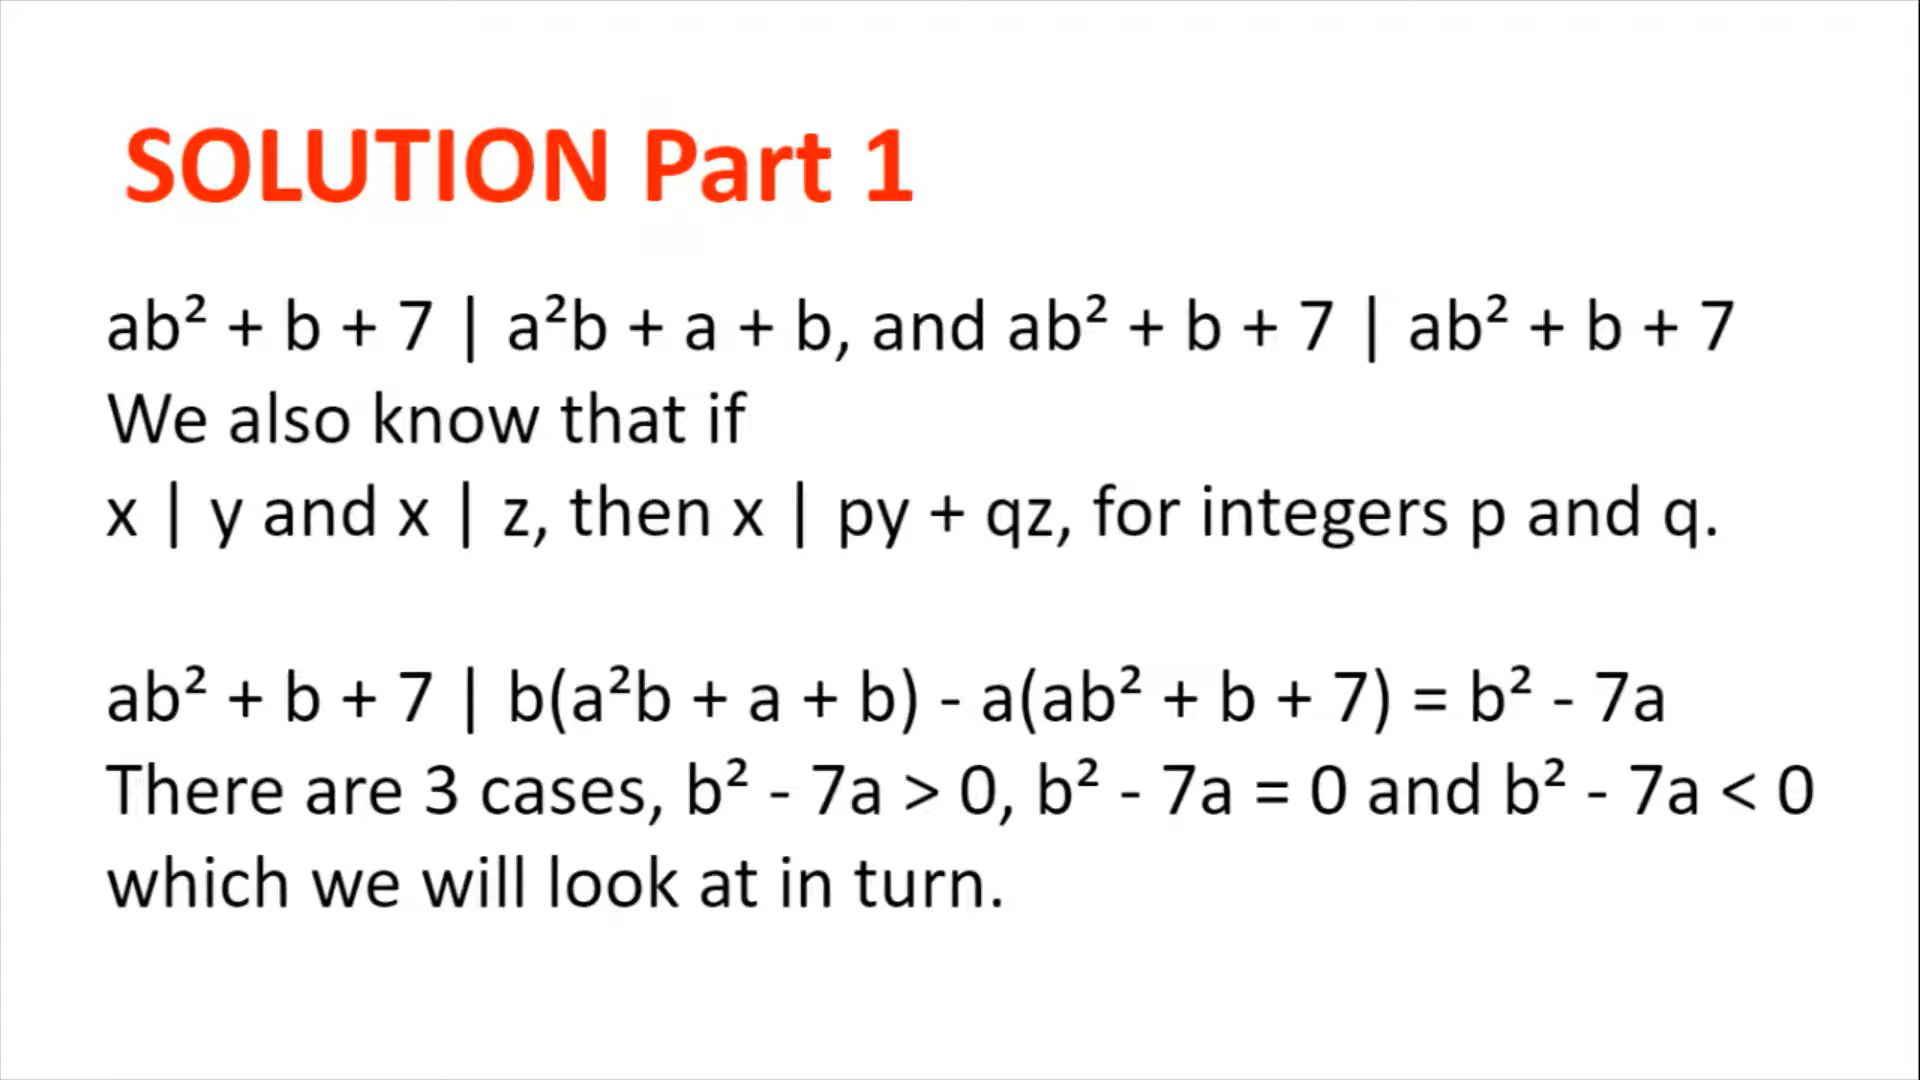 SOLUTION Part 1
ab² + b + 7 | a²b + a + b, and ab² + b + 7 | ab² + b + 7
We also know that if
x | y and x | z, then x | py + qz, for integers p and q.
ab² + b + 7 | b(a²b + a + b) - a(ab² + b + 7) = b² - 7a
There are 3 cases, b² - 7a > 0, b² - 7a = 0 and b² - 7a < 0
which we will look at in turn.